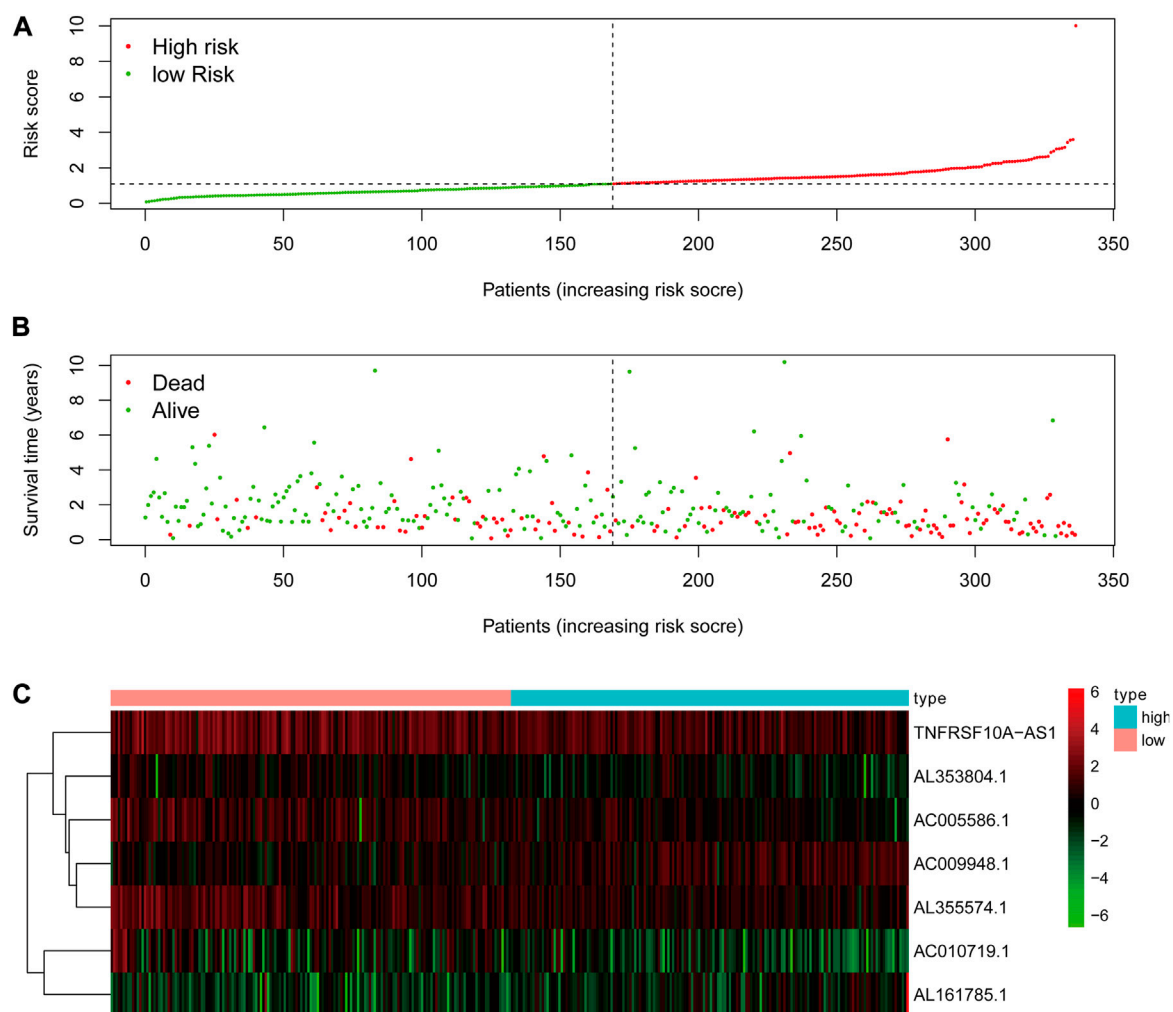 A
High risk
low Risk
Risk score
0
2
4
6
8
10
0
50
100
150
200
250
300
350
Patients (increasing risk socre)
B
Dead
Alive
Survival time (years)
0
2
4
6
8
10
0
50
100
150
200
250
300
350
Patients (increasing risk socre)
C
type
TNFRSF10A−AS1
AL353804.1
AC005586.1
AC009948.1
AL355574.1
AC010719.1
AL161785.1
6
4
2
0
−2
−4
−6
type
high
low